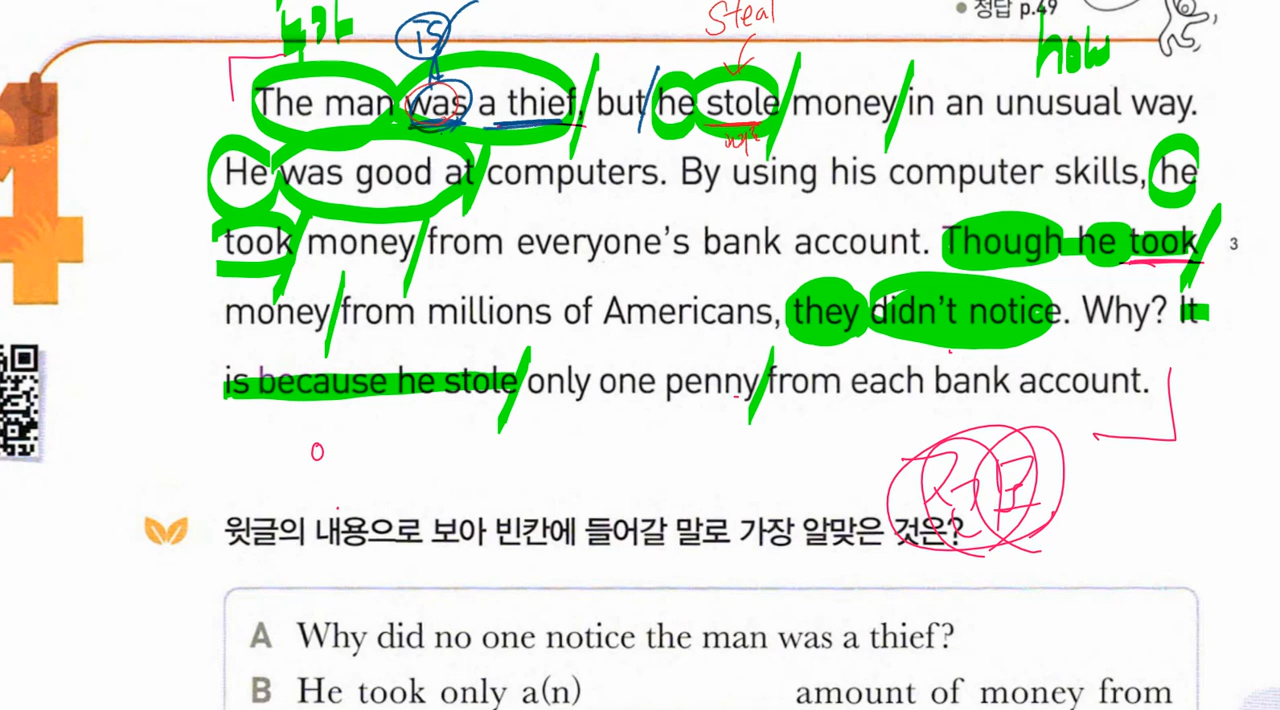 정답 p.49
how
Steal
IS
The man was a thief, but he stole money in an unusual way.
He was good at computers. By using his computer skills, he
took money from everyone's bank account. Though he took
3
money from millions of Americans, they didn't notice. Why? It
is because he stole only one penny from each bank account.
4
윗글의 내용으로 보아 빈칸에 들어갈 말로 가장 알맞은 것은?
A Why did no one notice the man was a thief?
B He took only a(n) amount of money from